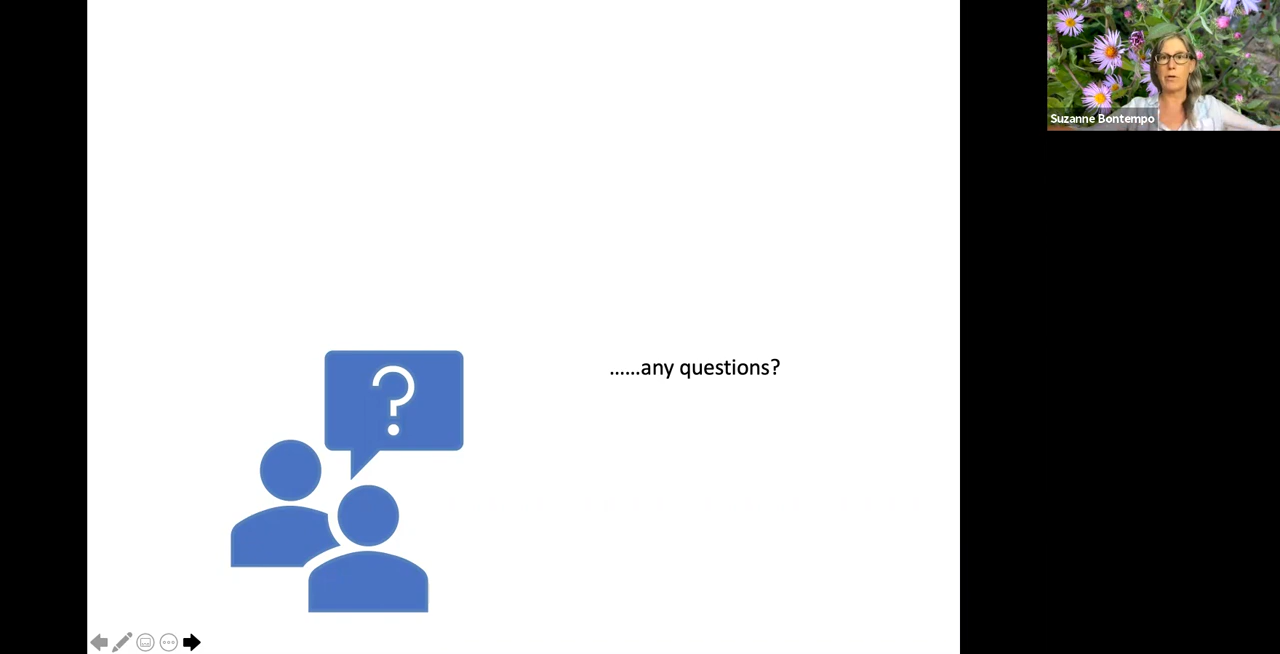 Suzanne Bontempo
?
......any questions?